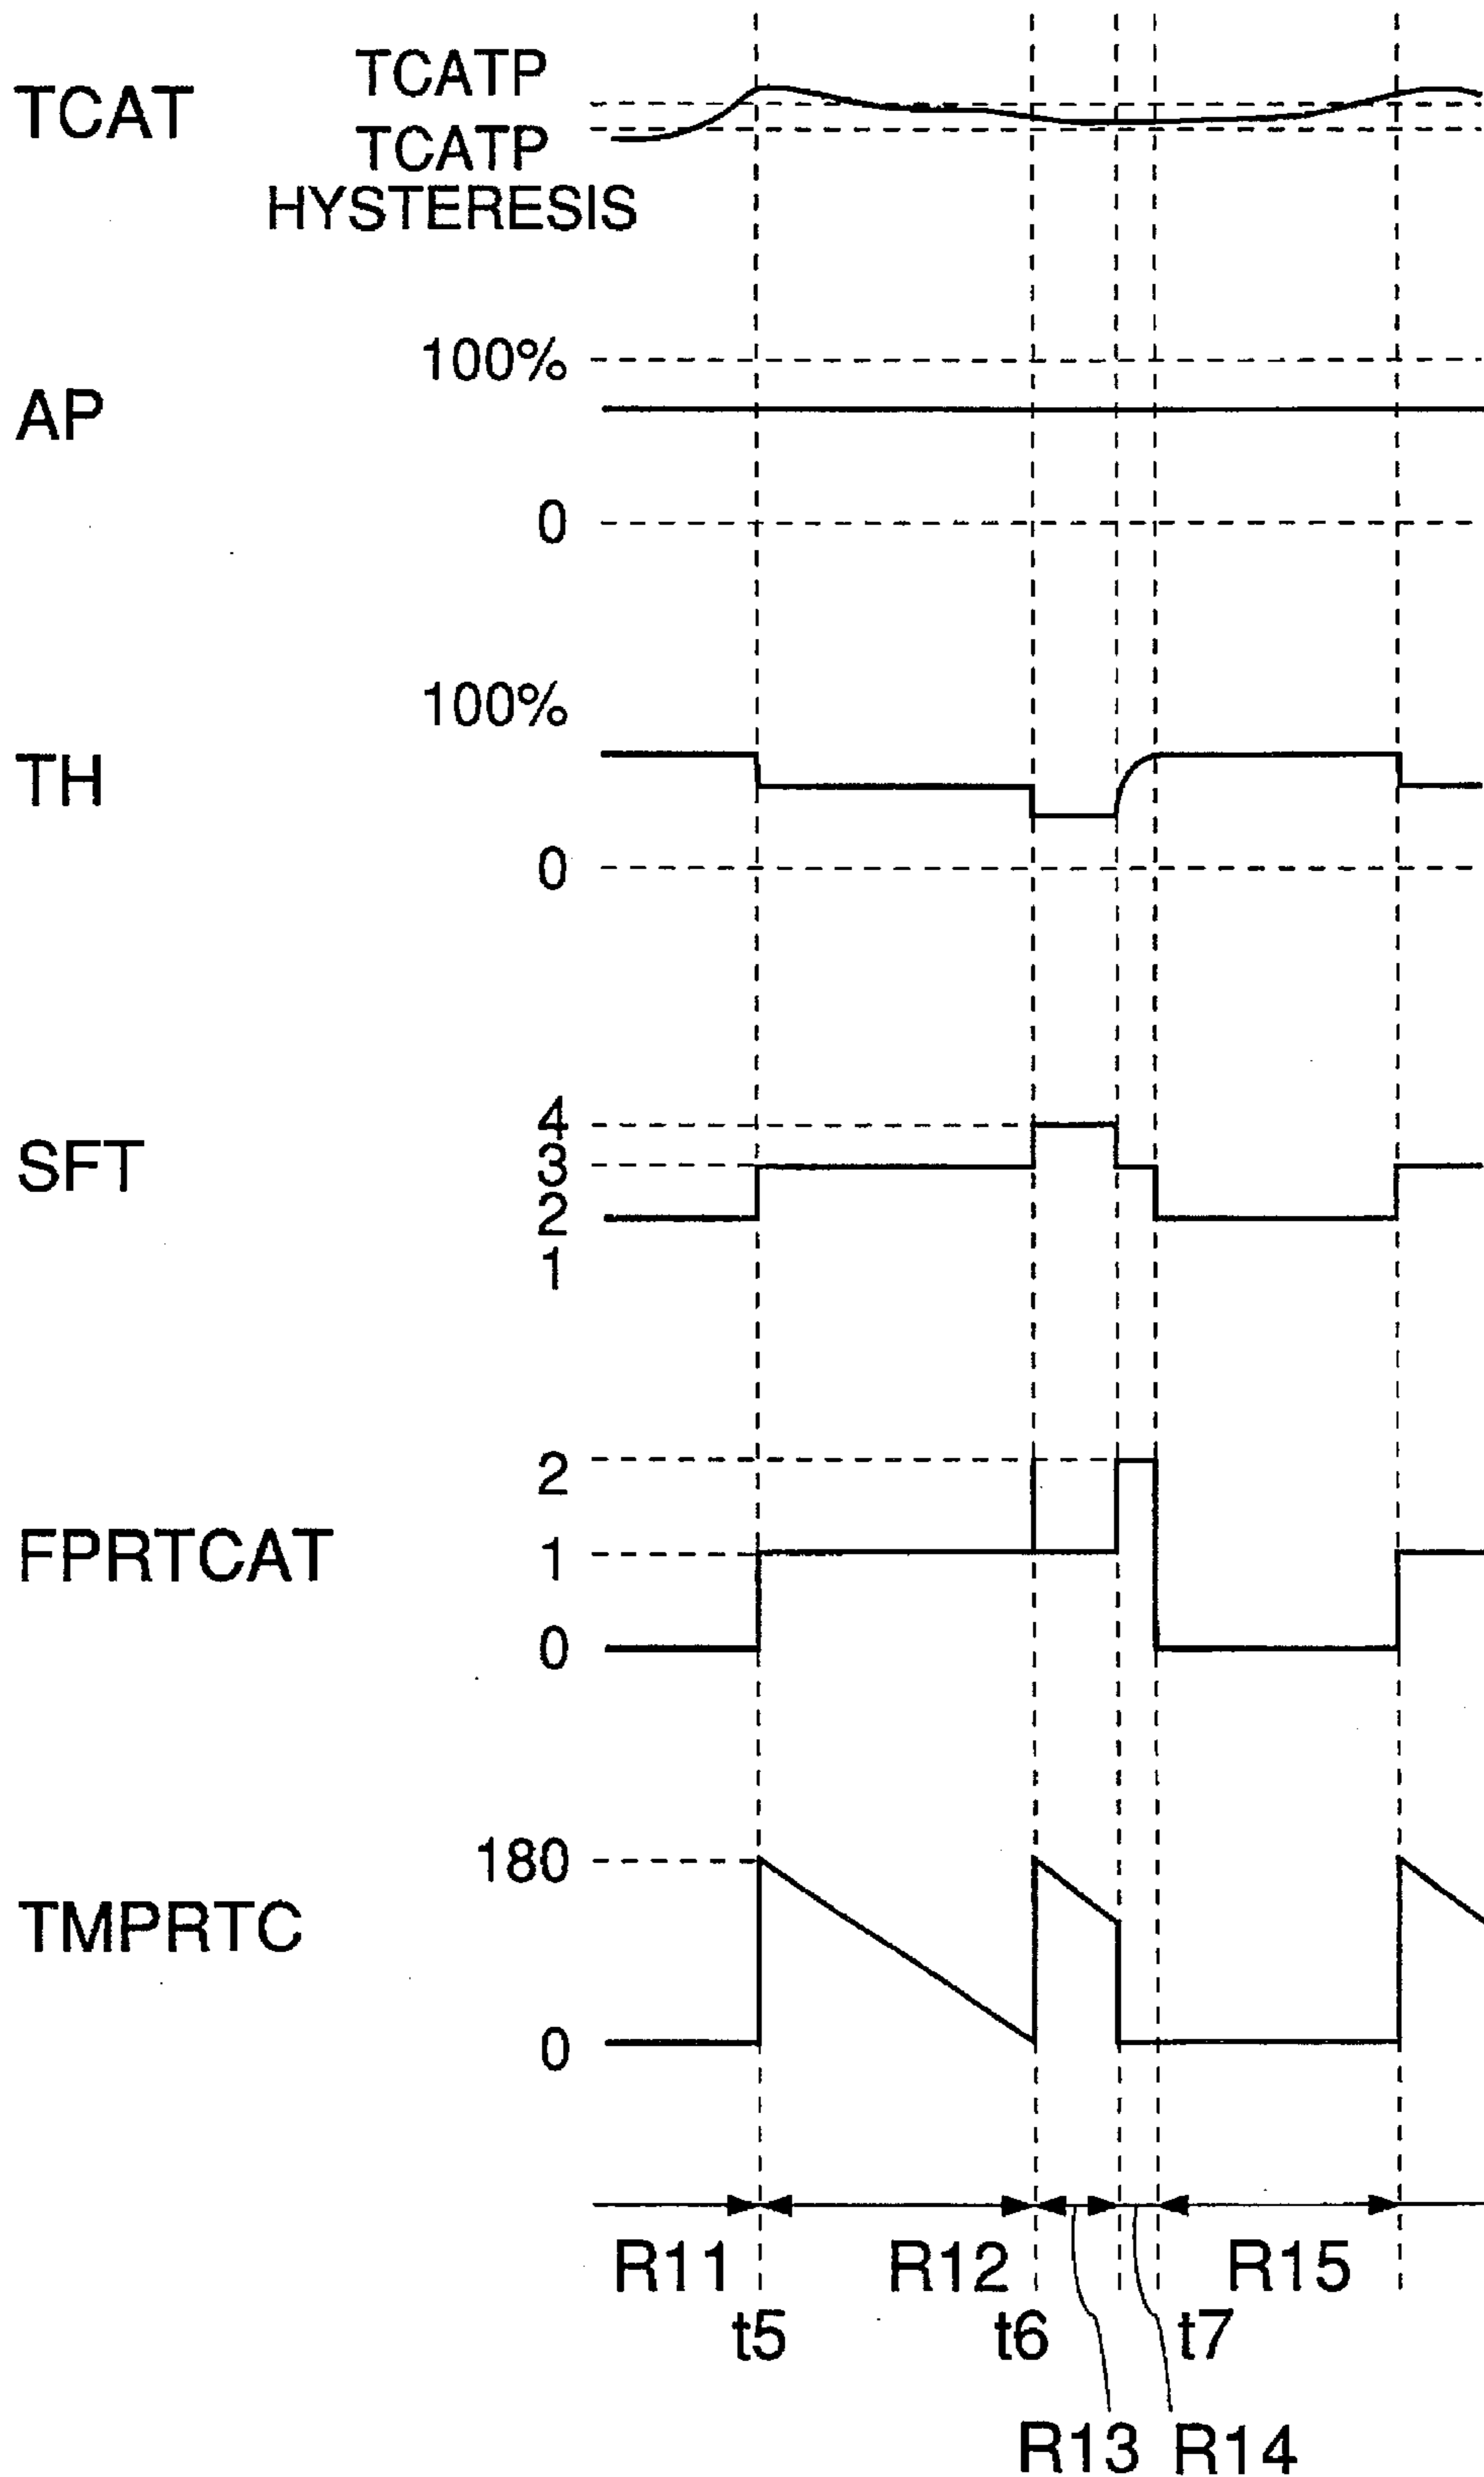 TCATP
TCAT
TCATP
HYSTERESIS
100%
AP
0
100%
TH
0
4
SFT
3
2
1
2
FPRTCAT
1
0
180
TMPRTC
0
R11 R12 R15
t5 t6 t7
R13 R14